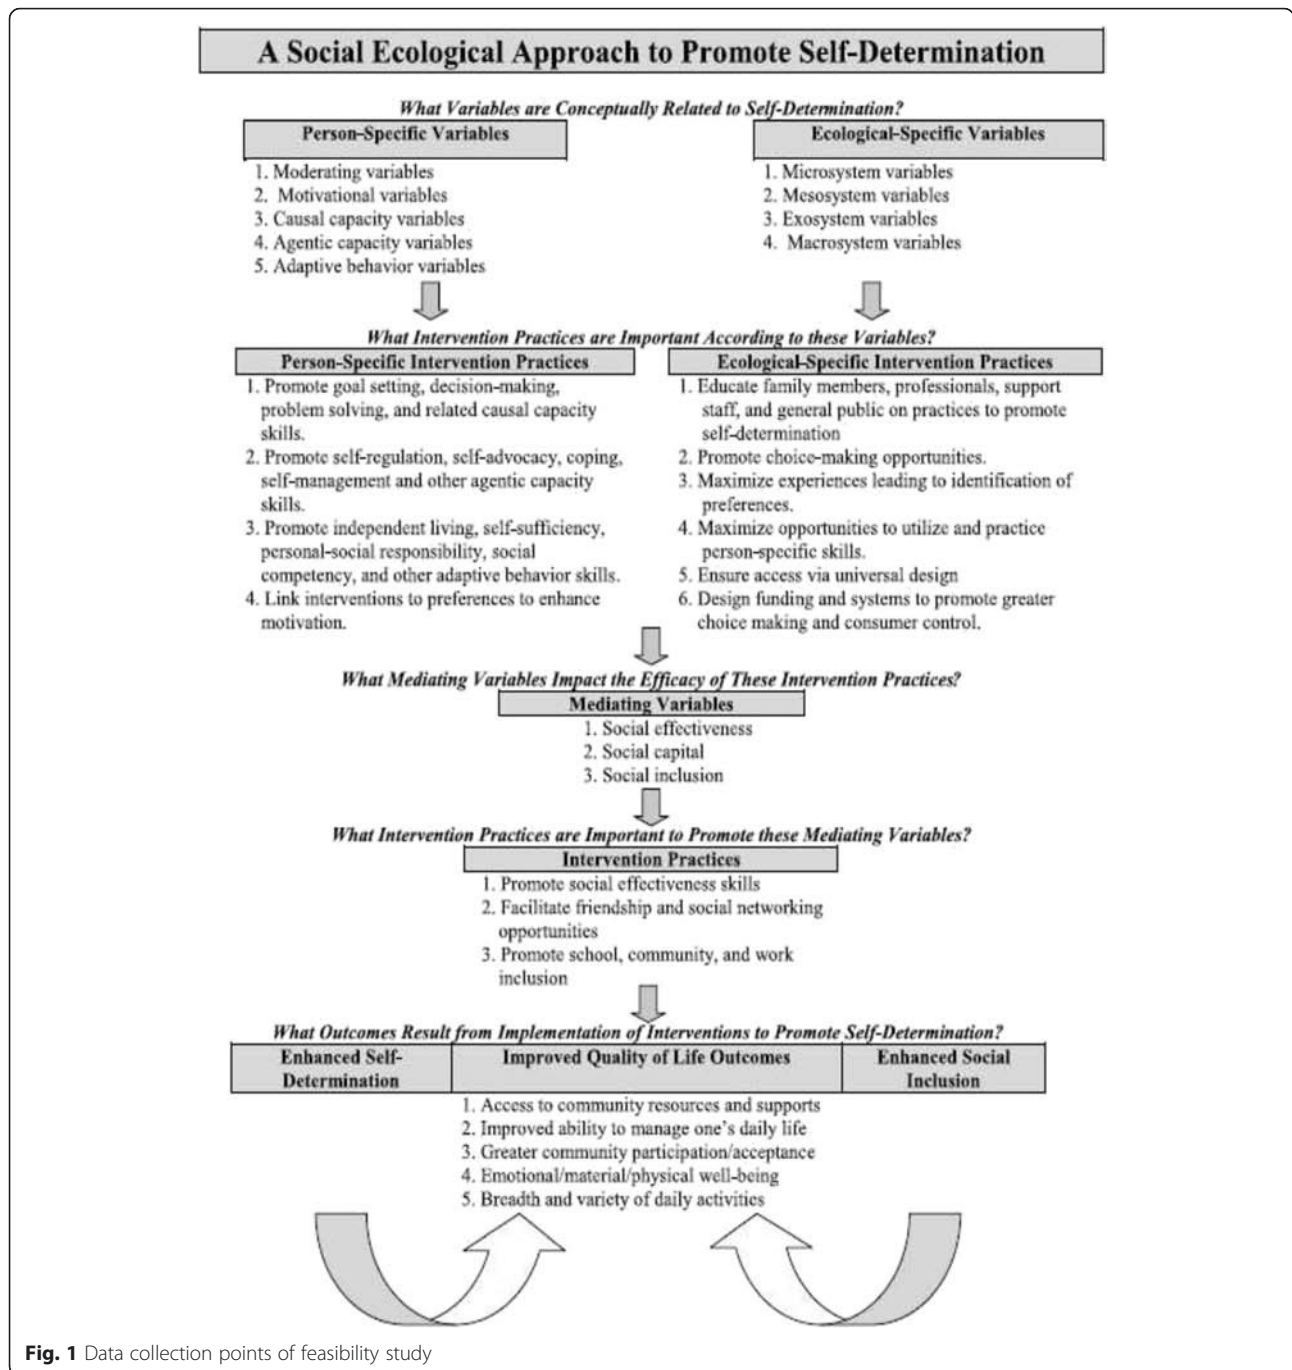 A Social Ecological Approach to Promote Self-Determination
What Variables are Conceptually Related to Self-Determination?
Person-Specific Variables
1. Moderating variables
2. Motivational variables
3. Causal capacity variables
4. Agentic capacity variables
5. Adaptive behavior variables
Ecological-Specific Variables
1. Microsystem variables
2. Mesosystem variables
3. Exosystem variables
4. Macrosystem variables
What Intervention Practices are Important According to these Variables?
Person-Specific Intervention Practices
1. Promote goal setting, decision-making,
problem solving, and related causal capacity
skills.
2. Promote self-regulation, self-advocacy, coping,
self-management and other agentic capacity
skills.
3. Promote independent living, self-sufficiency,
personal-social responsibility, social
competency, and other adaptive behavior skills.
4. Link interventions to preferences to enhance
motivation.
Ecological-Specific Intervention Practices
1. Educate family members, professionals, support
staff, and general public on practices to promote
self-determination
2. Promote choice-making opportunities.
3. Maximize experiences leading to identification of
preferences.
4. Maximize opportunities to utilize and practice
person-specific skills.
5. Ensure access via universal design
6. Design funding and systems to promote greater
choice making and consumer control.
What Mediating Variables Impact the Efficacy of These Intervention Practices?
Mediating Variables
1. Social effectiveness
2. Social capital
3. Social inclusion
What Intervention Practices are Important to Promote these Mediating Variables?
Intervention Practices
1. Promote social effectiveness skills
2. Facilitate friendship and social networking
opportunities
3. Promote school, community, and work
inclusion
What Outcomes Result from Implementation of Interventions to Promote Self-Determination?
Enhanced Self-
Determination
Improved Quality of Life Outcomes
Enhanced Social
Inclusion
1. Access to community resources and supports
2. Improved ability to manage one's daily life
3. Greater community participation/acceptance
4. Emotional/material/physical well-being
5. Breadth and variety of daily activities
Fig. 1 Data collection points of feasibility study